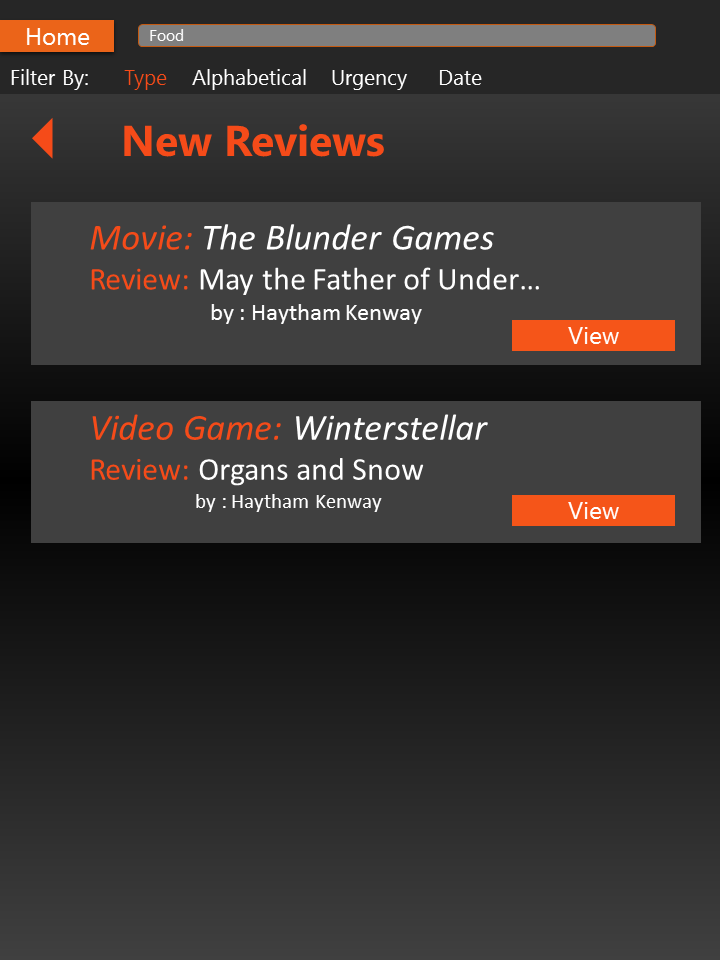 Home Food
Filter By: Type Alphabetical Urgency Date
New Reviews
Movie: The Blunder Games
Review: May the Father of Under...
by : Haytham Kenway
View
Video Game: Winterstellar
Review: Organs and Snow
by : Haytham Kenway
View